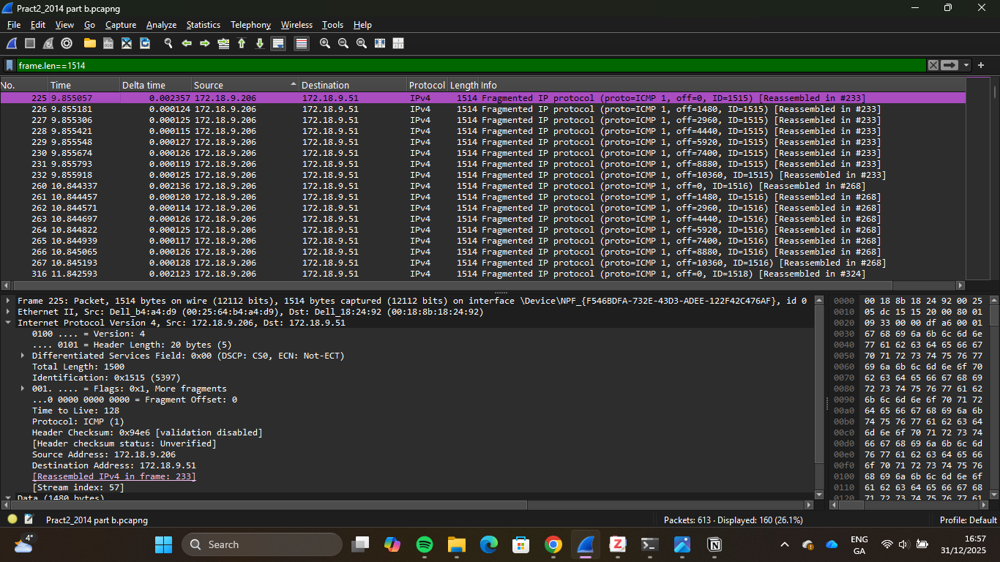 Pract2_2014 part b.pcapng
File Edit View Go Capture Analyze Statistics Telephony Wireless Tools Help
frame.len==1514
No. Time Delta time Source Destination Protocol Length Info
225 9.855057 0.002357 172.18.9.206 172.18.9.51 IPv4 1514 Fragmented IP protocol (proto=ICMP 1, off=0, ID=1515) [Reassembled in #233]
226 9.855181 0.000124 172.18.9.206 172.18.9.51 IPv4 1514 Fragmented IP protocol (proto=ICMP 1, off=1480, ID=1515) [Reassembled in #233]
227 9.855306 0.000125 172.18.9.206 172.18.9.51 IPv4 1514 Fragmented IP protocol (proto=ICMP 1, off=2960, ID=1515) [Reassembled in #233]
228 9.855421 0.000115 172.18.9.206 172.18.9.51 IPv4 1514 Fragmented IP protocol (proto=ICMP 1, off=4440, ID=1515) [Reassembled in #233]
229 9.855548 0.000127 172.18.9.206 172.18.9.51 IPv4 1514 Fragmented IP protocol (proto=ICMP 1, off=5920, ID=1515) [Reassembled in #233]
230 9.855674 0.000126 172.18.9.206 172.18.9.51 IPv4 1514 Fragmented IP protocol (proto=ICMP 1, off=7400, ID=1515) [Reassembled in #233]
231 9.855793 0.000119 172.18.9.206 172.18.9.51 IPv4 1514 Fragmented IP protocol (proto=ICMP 1, off=8880, ID=1515) [Reassembled in #233]
232 9.855918 0.000125 172.18.9.206 172.18.9.51 IPv4 1514 Fragmented IP protocol (proto=ICMP 1, off=10360, ID=1515) [Reassembled in #233]
260 10.844337 0.002136 172.18.9.206 172.18.9.51 IPv4 1514 Fragmented IP protocol (proto=ICMP 1, off=0, ID=1516) [Reassembled in #268]
261 10.844457 0.000120 172.18.9.206 172.18.9.51 IPv4 1514 Fragmented IP protocol (proto=ICMP 1, off=1480, ID=1516) [Reassembled in #268]
262 10.844571 0.000114 172.18.9.206 172.18.9.51 IPv4 1514 Fragmented IP protocol (proto=ICMP 1, off=2960, ID=1516) [Reassembled in #268]
263 10.844697 0.000126 172.18.9.206 172.18.9.51 IPv4 1514 Fragmented IP protocol (proto=ICMP 1, off=4440, ID=1516) [Reassembled in #268]
264 10.844822 0.000125 172.18.9.206 172.18.9.51 IPv4 1514 Fragmented IP protocol (proto=ICMP 1, off=5920, ID=1516) [Reassembled in #268]
265 10.844939 0.000117 172.18.9.206 172.18.9.51 IPv4 1514 Fragmented IP protocol (proto=ICMP 1, off=7400, ID=1516) [Reassembled in #268]
266 10.845065 0.000126 172.18.9.206 172.18.9.51 IPv4 1514 Fragmented IP protocol (proto=ICMP 1, off=8880, ID=1516) [Reassembled in #268]
267 10.845193 0.000128 172.18.9.206 172.18.9.51 IPv4 1514 Fragmented IP protocol (proto=ICMP 1, off=10360, ID=1516) [Reassembled in #268]
316 11.842593 0.002123 172.18.9.206 172.18.9.51 IPv4 1514 Fragmented IP protocol (proto=ICMP 1, off=0, ID=1518) [Reassembled in #324]
Frame 225: Packet, 1514 bytes on wire (12112 bits), 1514 bytes captured (12112 bits) on interface \Device\NPF_{F546BDFA-732E-43D3-ADEE-122F42C476AF}, id 0
Ethernet II, Src: Dell_b4:a4:d9 (00:25:64:b4:a4:d9), Dst: Dell_18:24:92 (00:18:8b:18:24:92)
Internet Protocol Version 4, Src: 172.18.9.206, Dst: 172.18.9.51
0100 .... = Version: 4
.... 0101 = Header Length: 20 bytes (5)
Differentiated Services Field: 0x00 (DSCP: CS0, ECN: Not-ECT)
Total Length: 1500
Identification: 0x1515 (5397)
001. .... = Flags: 0x1, More fragments
...0 0000 0000 0000 = Fragment Offset: 0
Time to Live: 128
Protocol: ICMP (1)
Header Checksum: 0x94e6 [validation disabled]
[Header checksum status: Unverified]
Source Address: 172.18.9.206
Destination Address: 172.18.9.51
[Reassembled IPv4 in frame: 233]
[Stream index: 57]
Data (1480 bytes)
0000 00 18 8b 18 24 92 00 25
0010 05 dc 15 15 20 00 80 01
0020 09 33 00 00 df a6 00 01
0030 67 68 69 6a 6b 6c 6d 6e
0040 77 61 62 63 64 65 66 67
0050 70 71 72 73 74 75 76 77
0060 69 6a 6b 6c 6d 6e 6f 70
0070 62 63 64 65 66 67 68 69
0080 72 73 74 75 76 77 61 62
0090 6b 6c 6d 6e 6f 70 71 72
00a0 64 65 66 67 68 69 6a 6b
00b0 74 75 76 77 61 62 63 64
00c0 6d 6e 6f 70 71 72 73 74
00d0 66 67 68 69 6a 6b 6c 6d
00e0 76 77 61 62 63 64 65 66
00f0 6f 70 71 72 73 74 75 76
0100 68 69 6a 6b 6c 6d 6e 6f
0110 61 62 63 64 65 66 67 68
0120 71 72 73 74 75 76 77 61
Pract2_2014 part b.pcapng Packets: 613 · Displayed: 160 (26.1%) Profile: Default
4°
Search
ENG
GA
16:57
31/12/2025